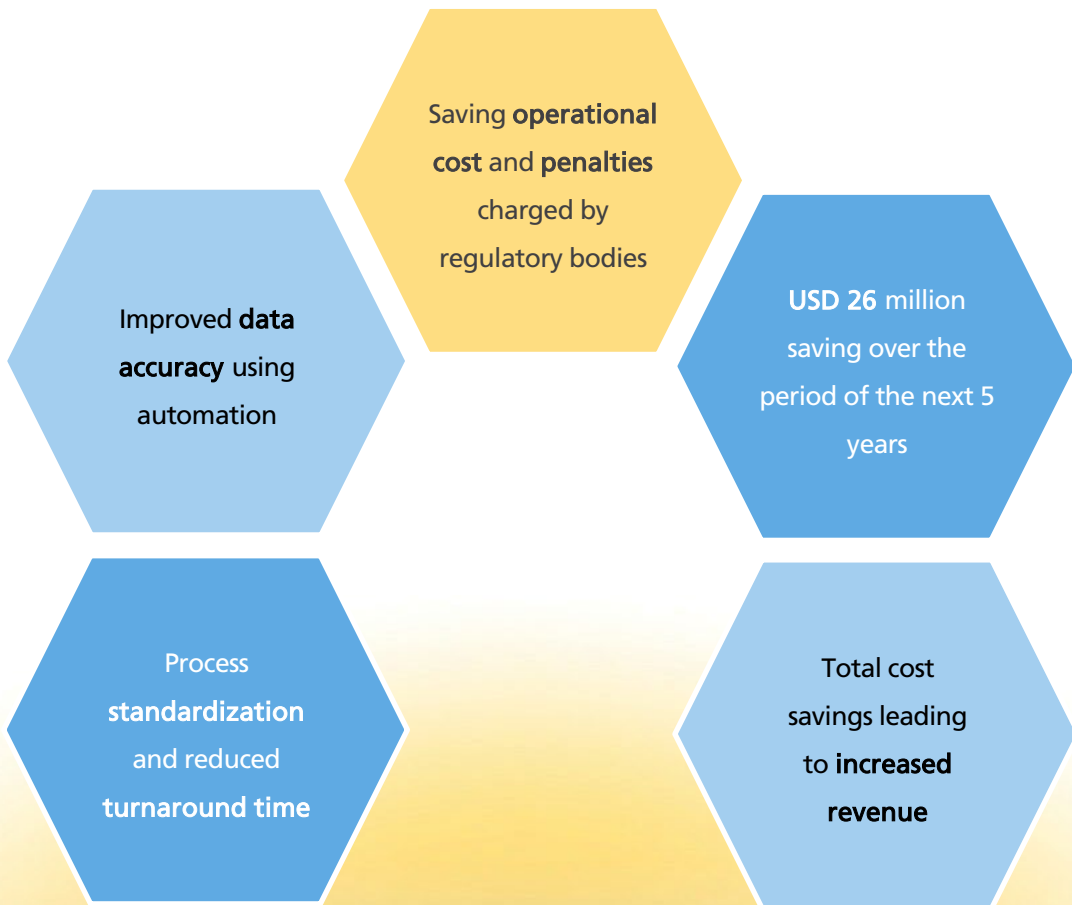 Saving operational
cost and penalties
charged by
regulatory bodies
Improved data
accuracy using
automation
USD 26 million
saving over the
period of the next 5
years
Process
standardization
and reduced
turnaround time
Total cost
savings leading
to increased
revenue